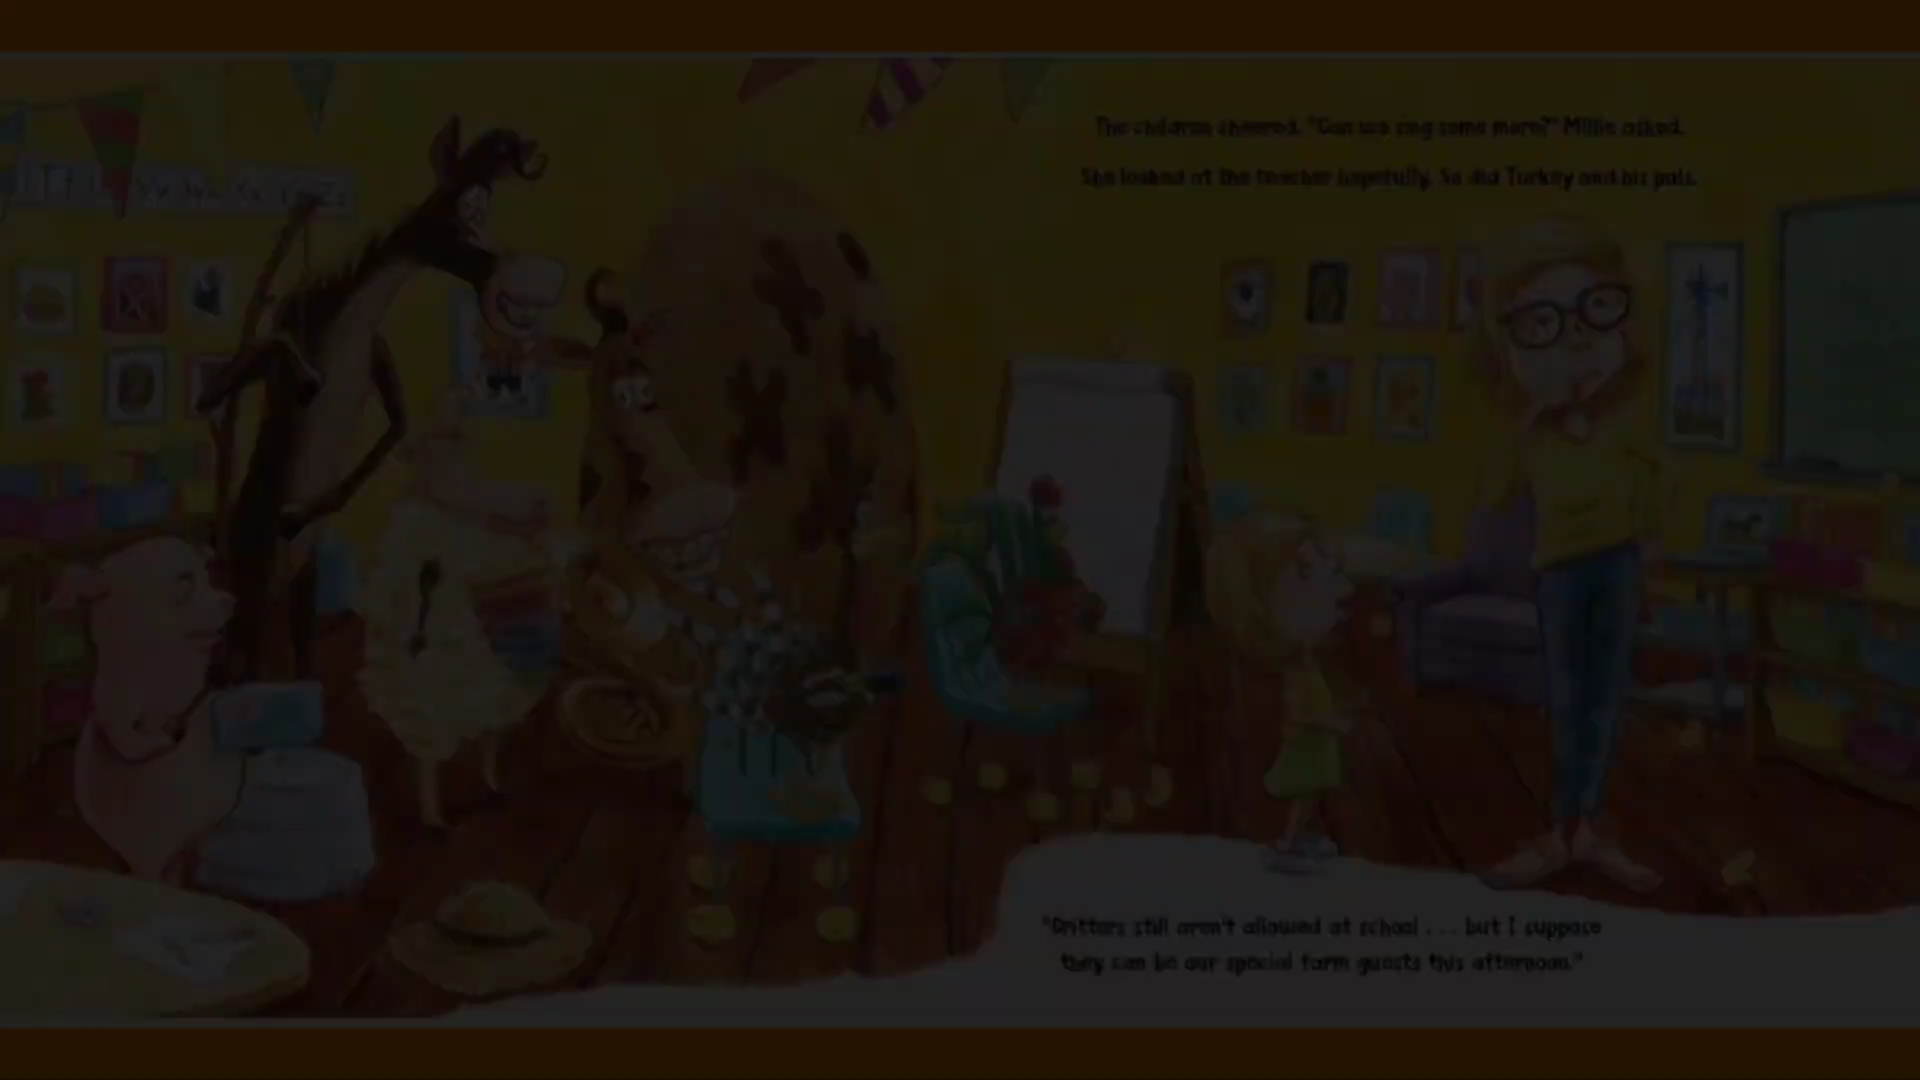 The children cheered. "Can we sing some more?" Millie asked.
She looked at the teacher hopefully. So did Turkey and his pals.
"Critters still aren't allowed at school . . . but I suppose
they can be our special farm guests this afternoon."